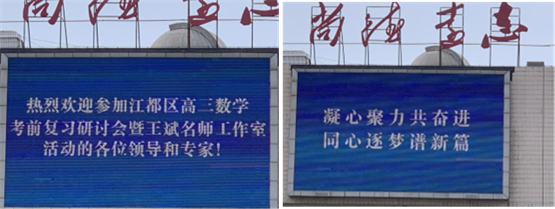 热烈欢迎参加江都区高三数学
考前复习研讨会暨王斌名师工作室
活动的各位领导和专家！
凝心聚力共奋进
同心逐梦谱新篇